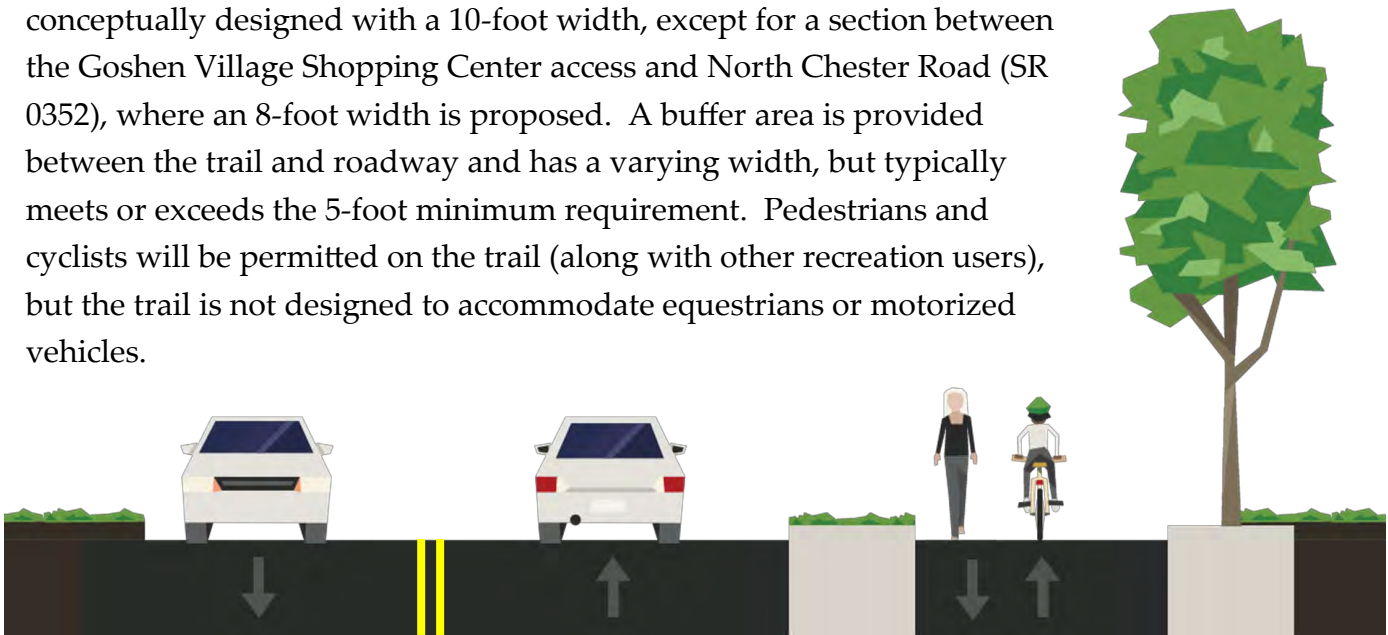 conceptually designed with a 10-foot width, except for a section between
the Goshen Village Shopping Center access and North Chester Road (SR
0352), where an 8-foot width is proposed.  A buffer area is provided
between the trail and roadway and has a varying width, but typically
meets or exceeds the 5-foot minimum requirement.  Pedestrians and
cyclists will be permitted on the trail (along with other recreation users),
but the trail is not designed to accommodate equestrians or motorized
vehicles.